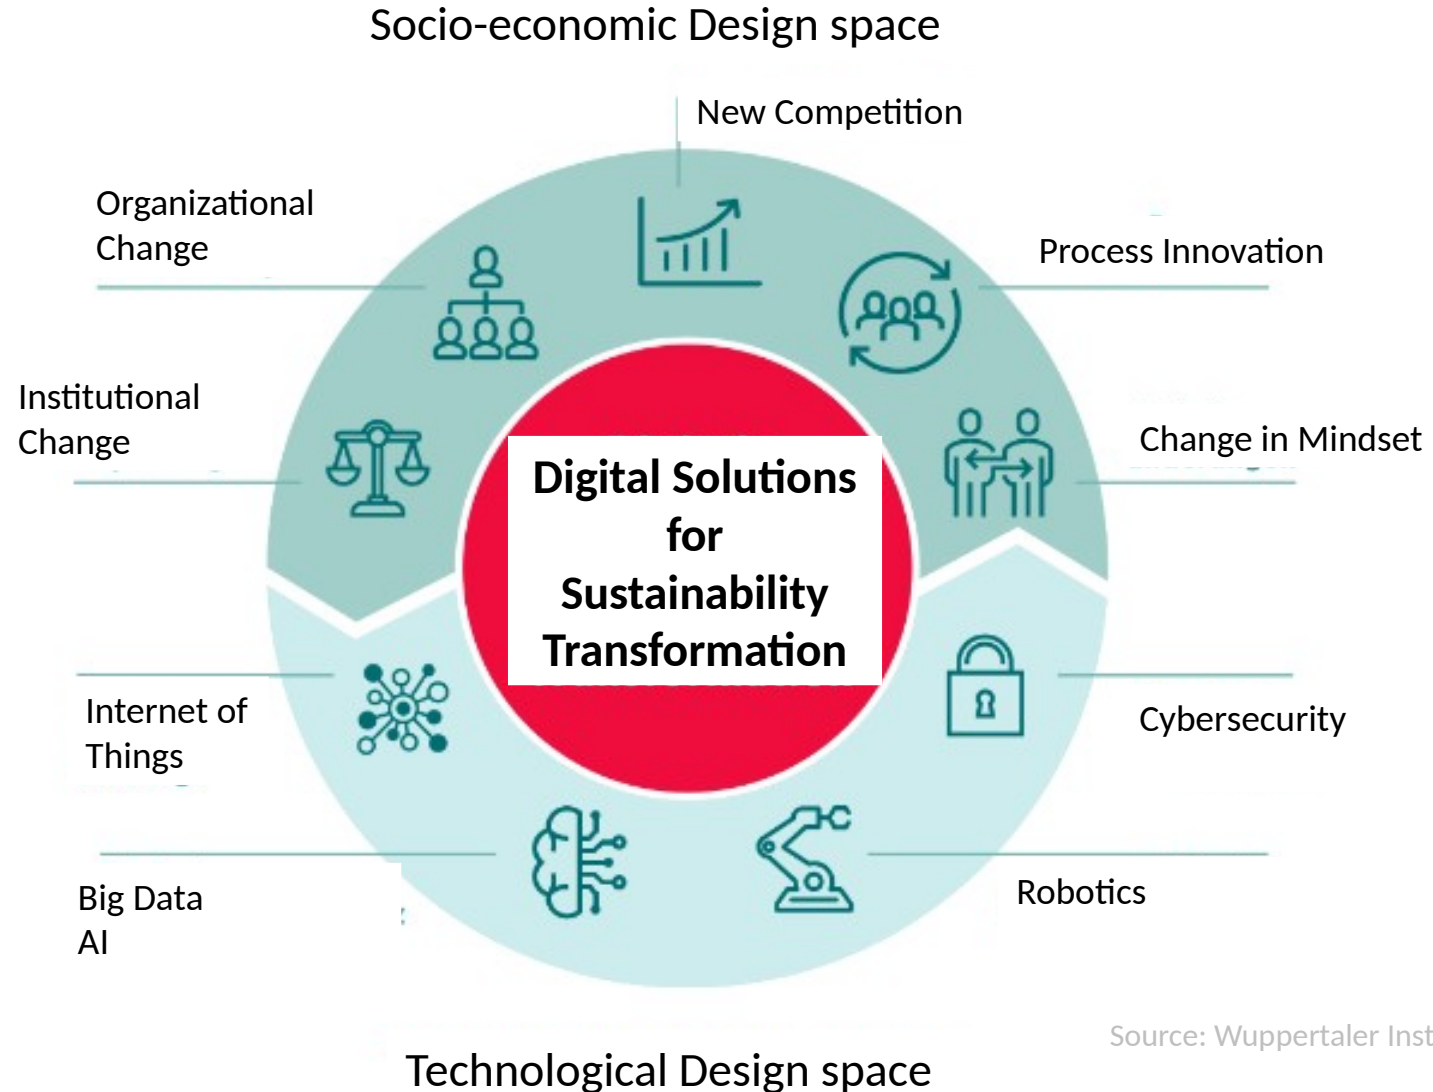 Socio-economic Design space
New Competition
Organizational
Change
Process Innovation
Institutional
Change
Change in Mindset
Digital Solutions
for
Sustainability
Transformation
Internet of
Things
Cybersecurity
Big Data
AI
Robotics
Source: Wuppertaler Inst
Technological Design space